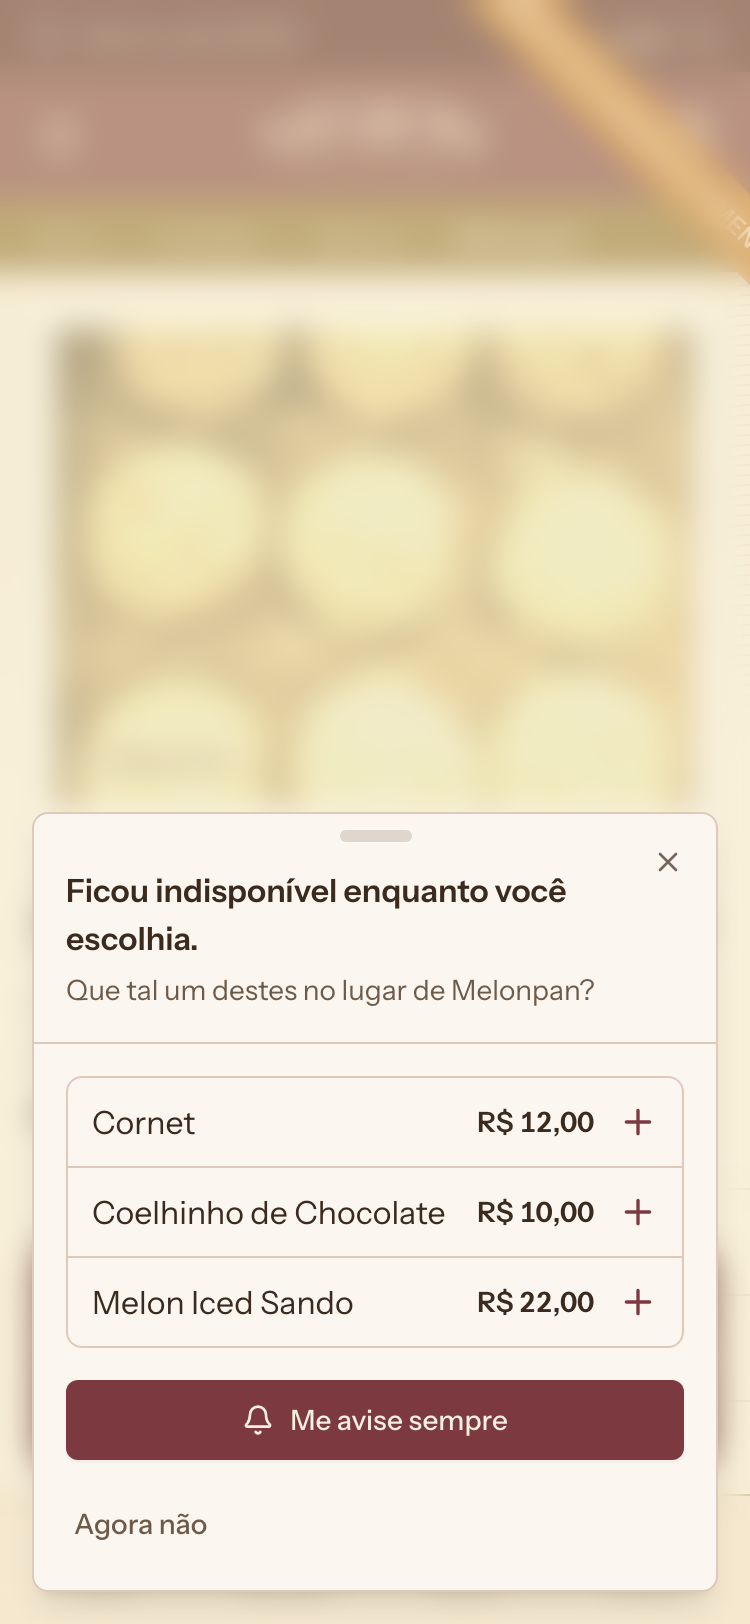 Ficou indisponível enquanto você
escolhia.
Que tal um destes no lugar de Melonpan?
Cornet R$ 12,00
Coelhinho de Chocolate R$ 10,00
Melon Iced Sando R$ 22,00
Me avise sempre
Agora não